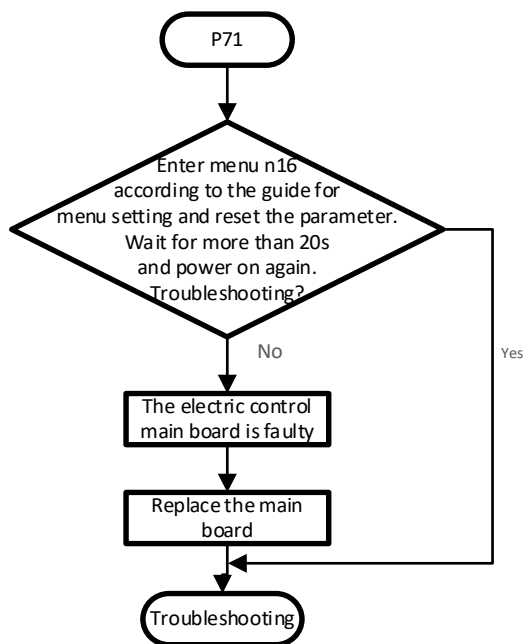 P71
Enter menu n16
according to the guide for
menu setting and reset the parameter.
Wait for more than 20s
and power on again.
Troubleshooting?
No
Yes
The electric control
main board is faulty
Replace the main
board
Troubleshooting